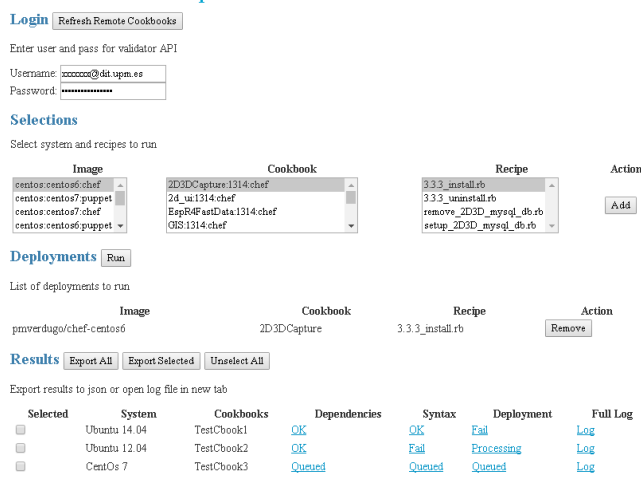 Login Refresh Remote Cookbooks
Enter user and pass for validator API
Username: xxxxxxx@dit.upm.es
Password: ••••••••••••••••
Selections
Select system and recipes to run
Image Cookbook Recipe Action
centos:centos6:chef 2D3DCapture:1314:chef 3.3.3_install.rb
centos:centos7:puppet 2d_ui:1314:chef 3.3.3_uninstall.rb Add
centos:centos7:chef EspR4FastData:1314:chef remove_2D3D_mysql_db.rb
centos:centos6:puppet GIS:1314:chef setup_2D3D_mysql_db.rb
Deployments Run
List of deployments to run
Image Cookbook Recipe Action
pmverdugo/chef-centos6 2D3DCapture 3.3.3_install.rb Remove
Results Export All Export Selected Unselect All
Export results to json or open log file in new tab
Selected System Cookbooks Dependencies Syntax Deployment Full Log
Ubuntu 14.04 TestCbook1 OK OK Fail Log
Ubuntu 12.04 TestCbook2 OK Fail Processing Log
CentOs 7 TestCbook3 Queued Queued Queued Log